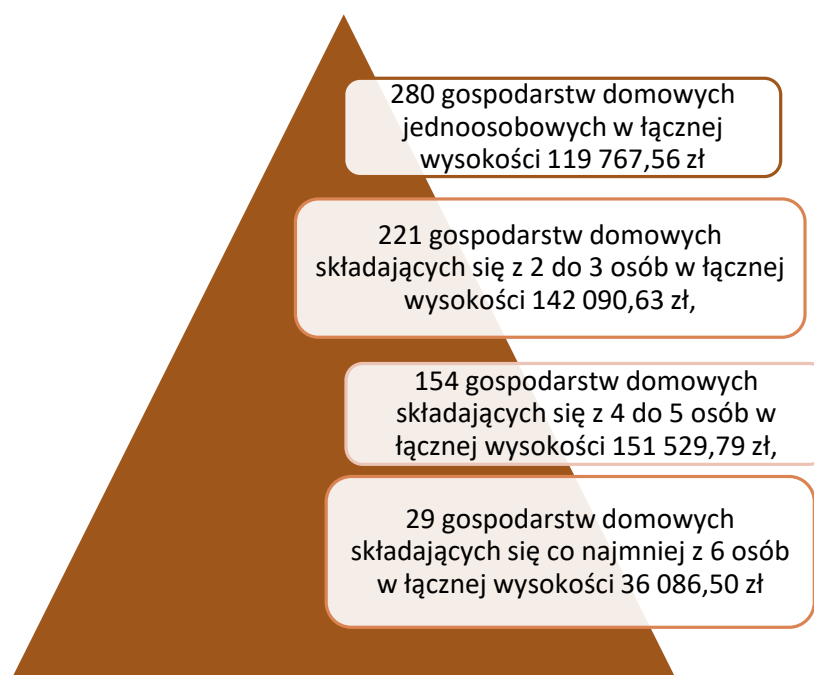 280 gospodarstw domowych
jednoosobowych w łącznej
wysokości 119 767,56 zł
221 gospodarstw domowych
składających się z 2 do 3 osób w łącznej
wysokości 142 090,63 zł,
154 gospodarstw domowych
składających się z 4 do 5 osób w
łącznej wysokości 151 529,79 zł,
29 gospodarstw domowych
składających się co najmniej z 6 osób
w łącznej wysokości 36 086,50 zł